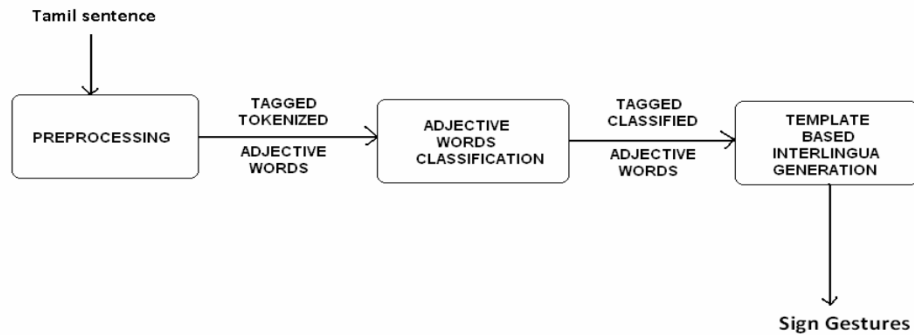 Tamil sentence
PREPROCESSING
TAGGED
TOKENIZED
ADJECTIVE
WORDS
ADJECTIVE
WORDS
CLASSIFICATION
TAGGED
CLASSIFIED
ADJECTIVE
WORDS
TEMPLATE
BASED
INTERLINGUA
GENERATION
Sign Gestures